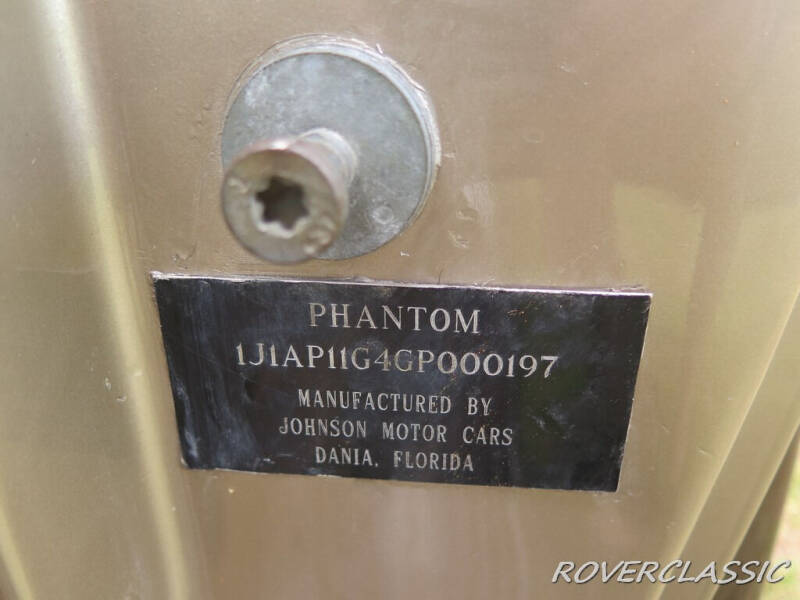 PHANTOM
1J1AP11G4GP000197
MANUFACTURED BY
JOHNSON MOTOR CARS
DANIA, FLORIDA
ROVERCLASSIC